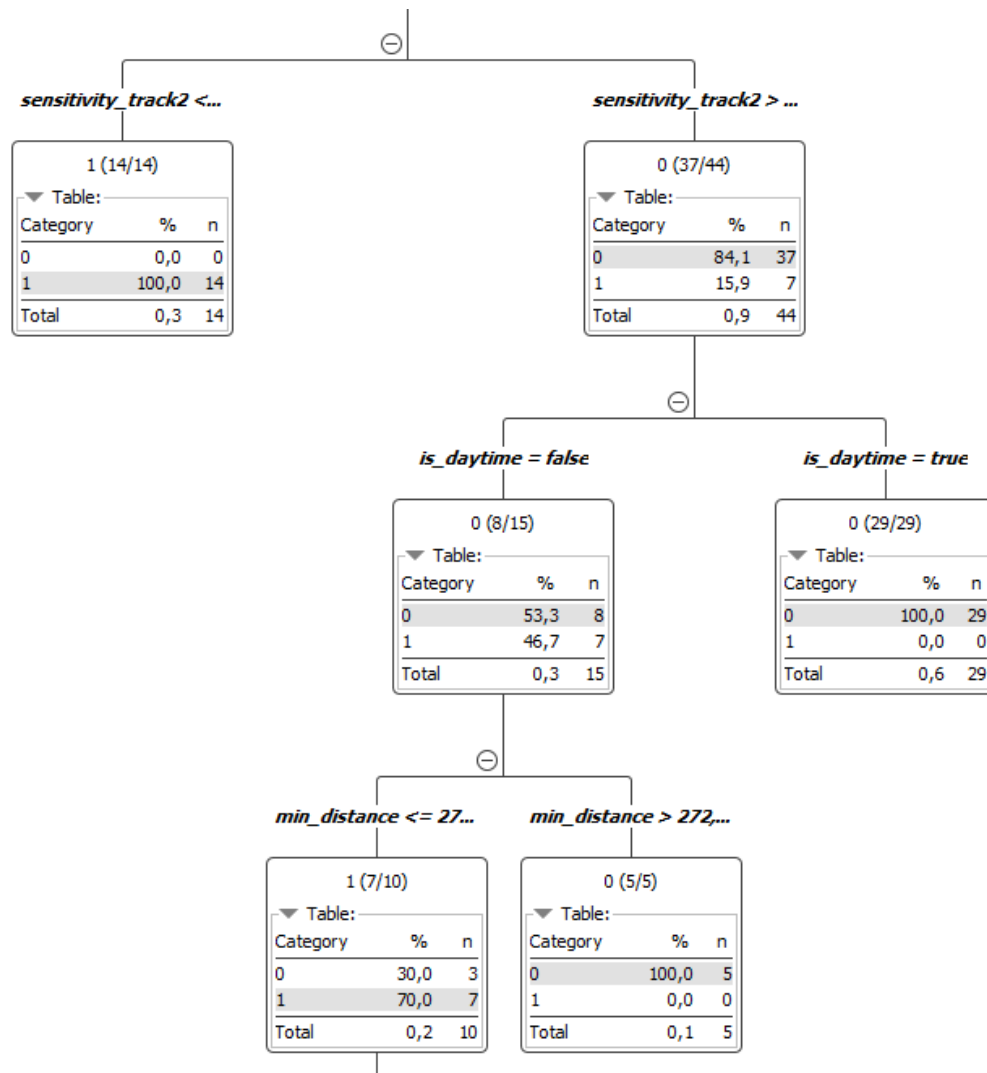 sensitivity_track2 <...
sensitivity_track2 > ...
1 (14/14)
Table:
Category % n
0 0,0 0
1 100,0 14
Total 0,3 14
0 (37/44)
Table:
Category % n
0 84,1 37
1 15,9 7
Total 0,9 44
is_daytime = false
is_daytime = true
0 (8/15)
Table:
Category % n
0 53,3 8
1 46,7 7
Total 0,3 15
0 (29/29)
Table:
Category % n
0 100,0 29
1 0,0 0
Total 0,6 29
min_distance <= 27...
min_distance > 272,...
1 (7/10)
Table:
Category % n
0 30,0 3
1 70,0 7
Total 0,2 10
0 (5/5)
Table:
Category % n
0 100,0 5
1 0,0 0
Total 0,1 5